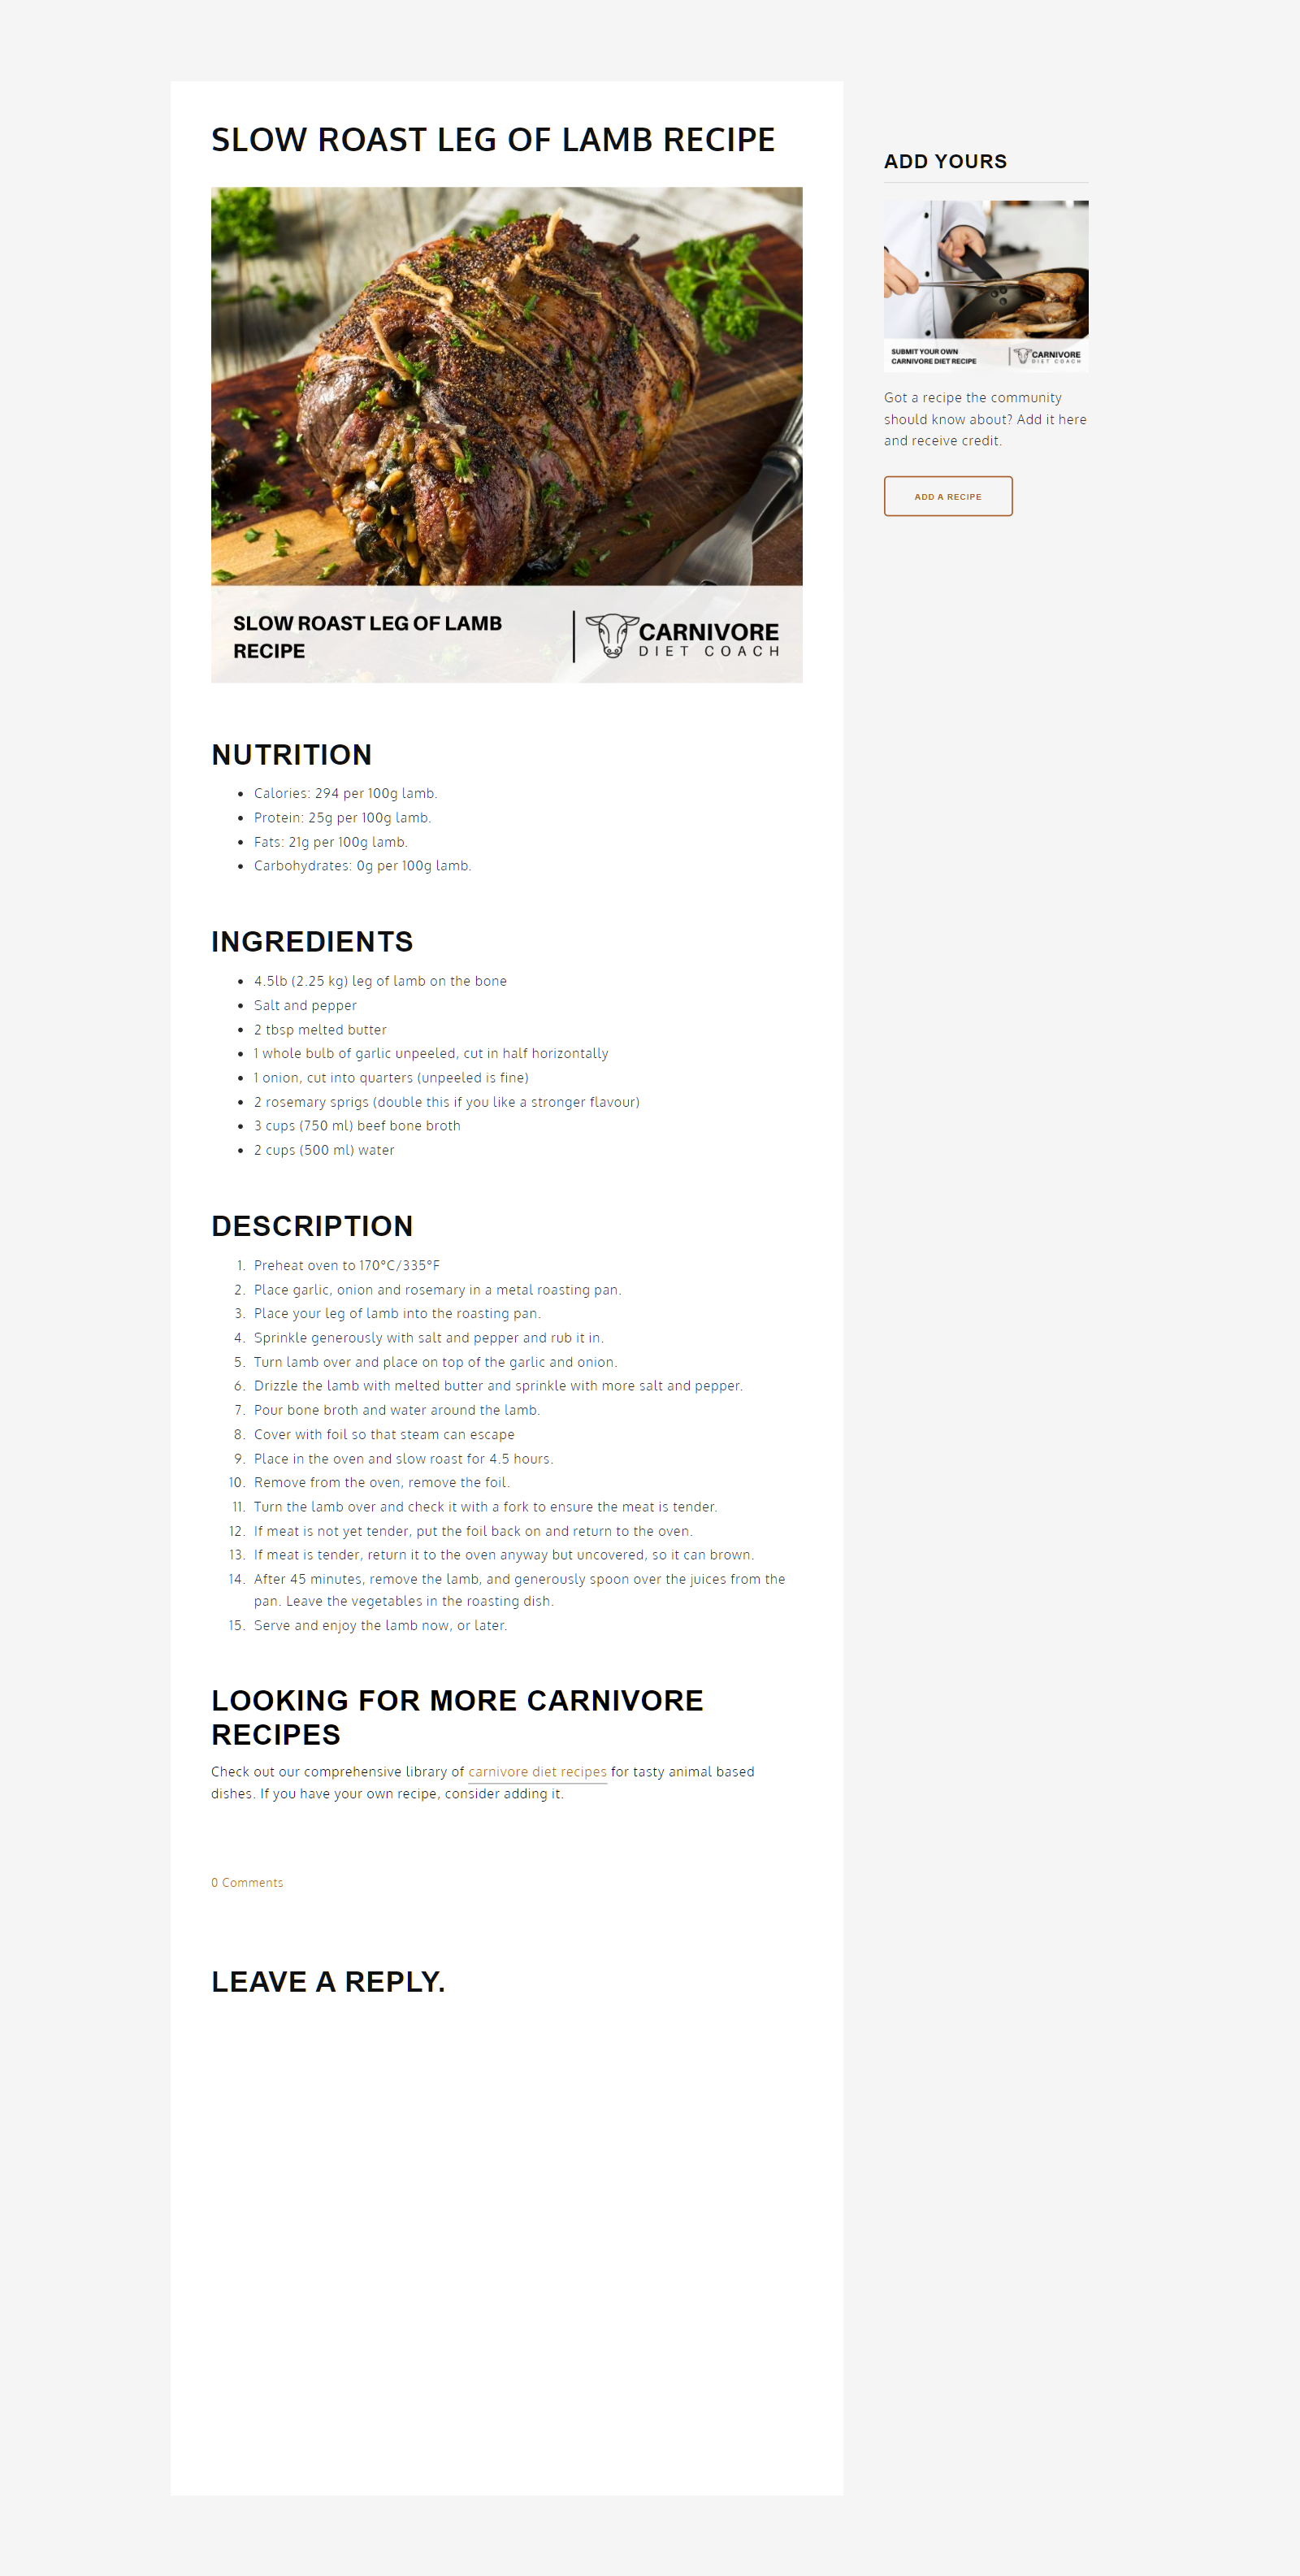 SLOW ROAST LEG OF LAMB RECIPE
SLOW ROAST LEG OF LAMB
RECIPE
CARNIVORE
DIET COACH
NUTRITION
Calories: 294 per 100g lamb.
Protein: 25g per 100g lamb.
Fats: 21g per 100g lamb.
Carbohydrates: 0g per 100g lamb.
INGREDIENTS
4.5lb (2.25 kg) leg of lamb on the bone
Salt and pepper
2 tbsp melted butter
1 whole bulb of garlic unpeeled, cut in half horizontally
1 onion, cut into quarters (unpeeled is fine)
2 rosemary sprigs (double this if you like a stronger flavour)
3 cups (750 ml) beef bone broth
2 cups (500 ml) water
DESCRIPTION
1. Preheat oven to 170°C/335°F
2. Place garlic, onion and rosemary in a metal roasting pan.
3. Place your leg of lamb into the roasting pan.
4. Sprinkle generously with salt and pepper and rub it in.
5. Turn lamb over and place on top of the garlic and onion.
6. Drizzle the lamb with melted butter and sprinkle with more salt and pepper.
7. Pour bone broth and water around the lamb.
8. Cover with foil so that steam can escape
9. Place in the oven and slow roast for 4.5 hours.
10. Remove from the oven, remove the foil.
11. Turn the lamb over and check it with a fork to ensure the meat is tender.
12. If meat is not yet tender, put the foil back on and return to the oven.
13. If meat is tender, return it to the oven anyway but uncovered, so it can brown.
14. After 45 minutes, remove the lamb, and generously spoon over the juices from the
pan. Leave the vegetables in the roasting dish.
15. Serve and enjoy the lamb now, or later.
LOOKING FOR MORE CARNIVORE
RECIPES
Check out our comprehensive library of carnivore diet recipes for tasty animal based
dishes. If you have your own recipe, consider adding it.
0 Comments
LEAVE A REPLY.
ADD YOURS
SUBMIT YOUR OWN
CARNIVORE DIET RECIPE
CARNIVORE
DIET COACH
Got a recipe the community
should know about? Add it here
and receive credit.
ADD A RECIPE